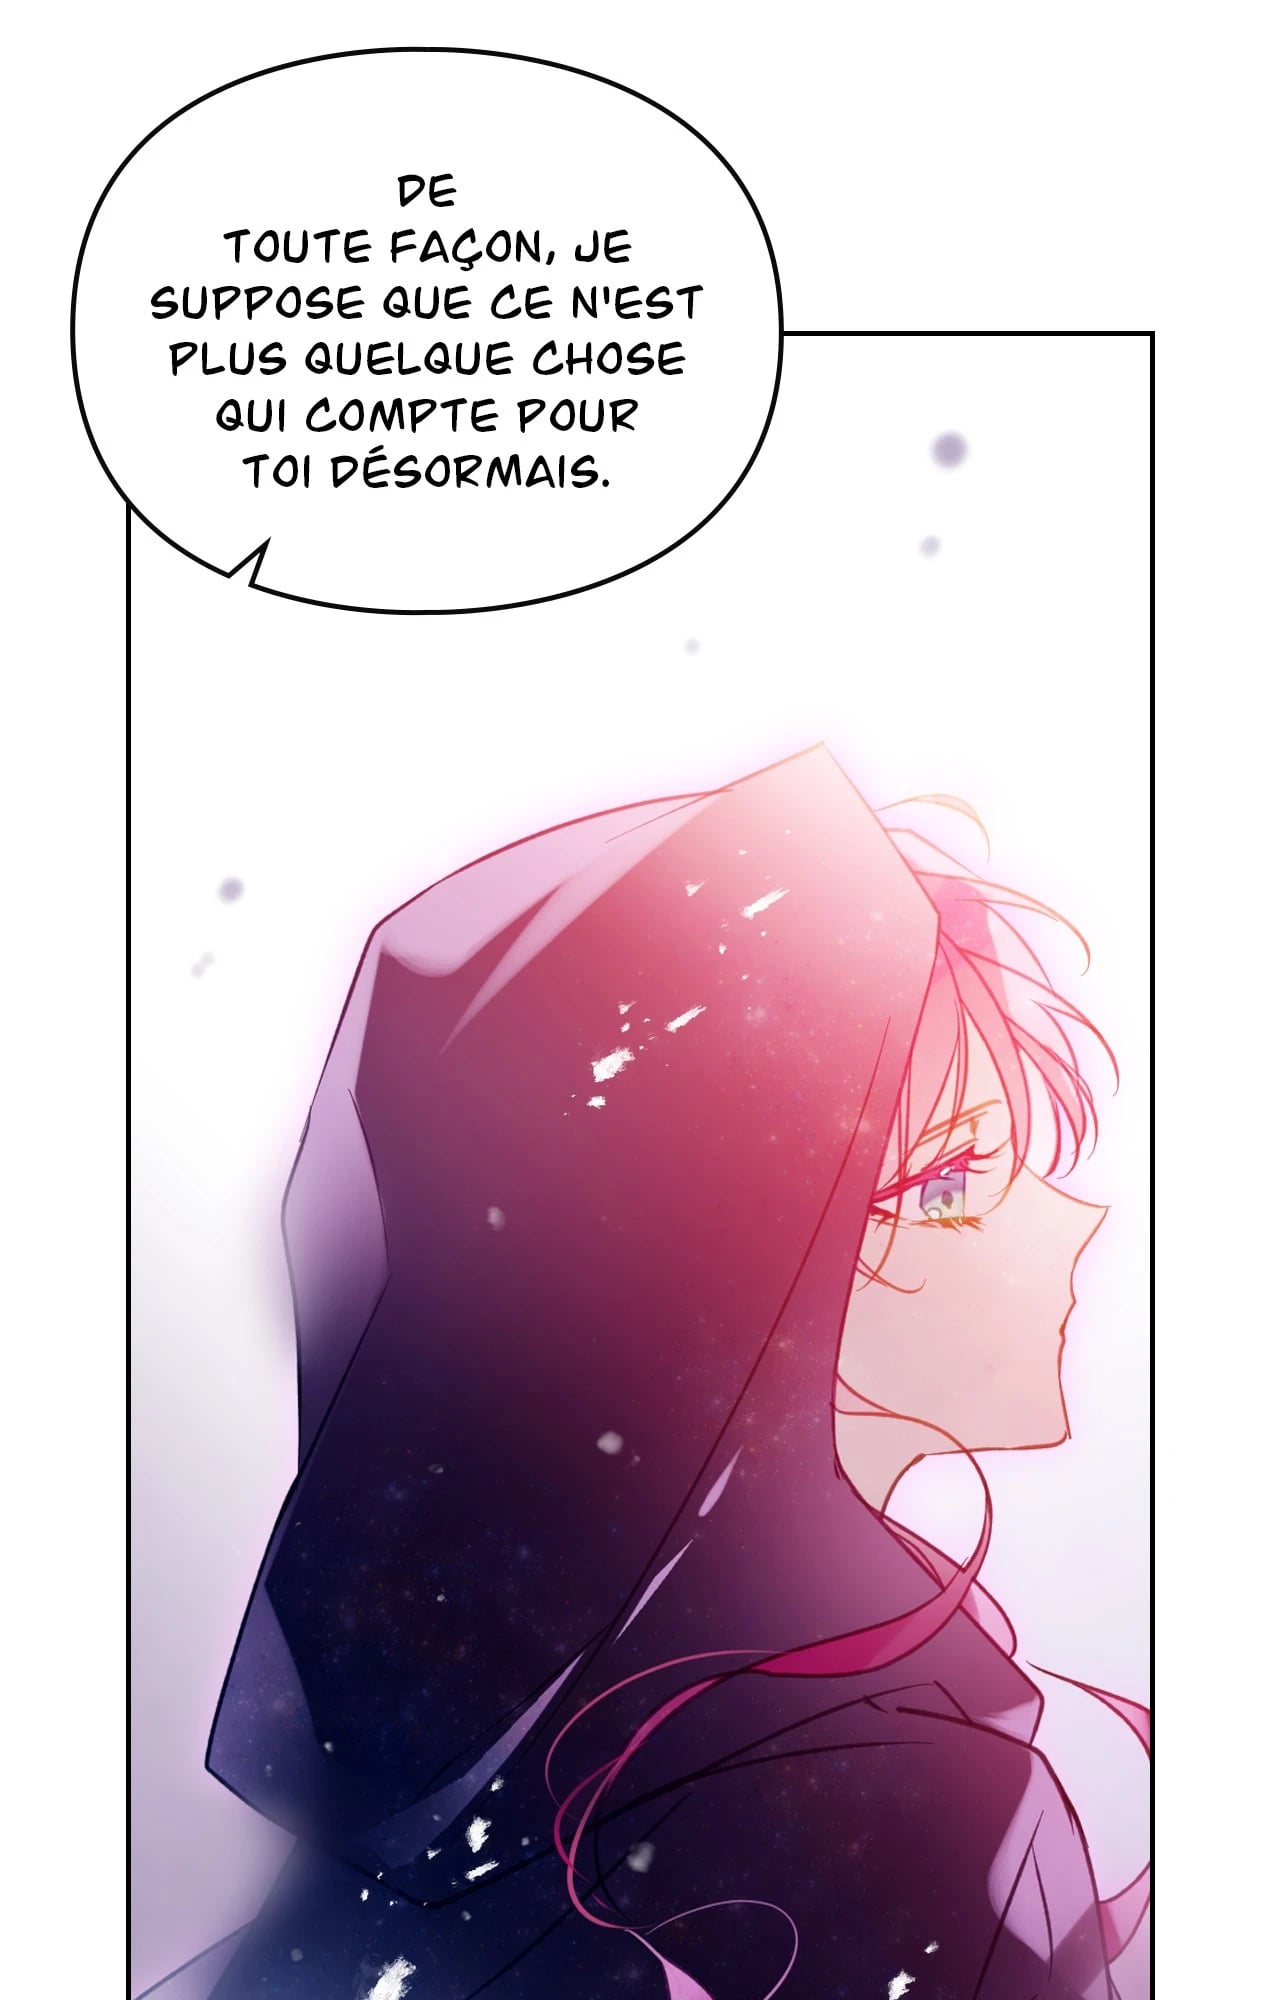 DE
TOUTE FAÇON, JE
SUPPOSE QUE CE N'EST
PLUS QUELQUE CHOSE
QUI COMPTE POUR
TOI DÉSORMAIS.